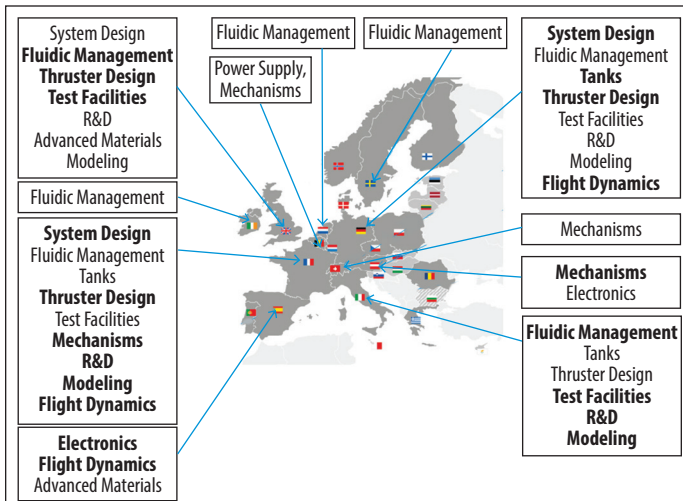 System Design
Fluidic Management
Thruster Design
Test Facilities
R&D
Advanced Materials
Modeling
Fluidic Management
Power Supply,
Mechanisms
Fluidic Management
System Design
Fluidic Management
Tanks
Thruster Design
Test Facilities
R&D
Modeling
Flight Dynamics
Fluidic Management
System Design
Fluidic Management
Tanks
Thruster Design
Test Facilities
Mechanisms
R&D
Modeling
Flight Dynamics
Electronics
Flight Dynamics
Advanced Materials
Mechanisms
Mechanisms
Electronics
Fluidic Management
Tanks
Thruster Design
Test Facilities
R&D
Modeling